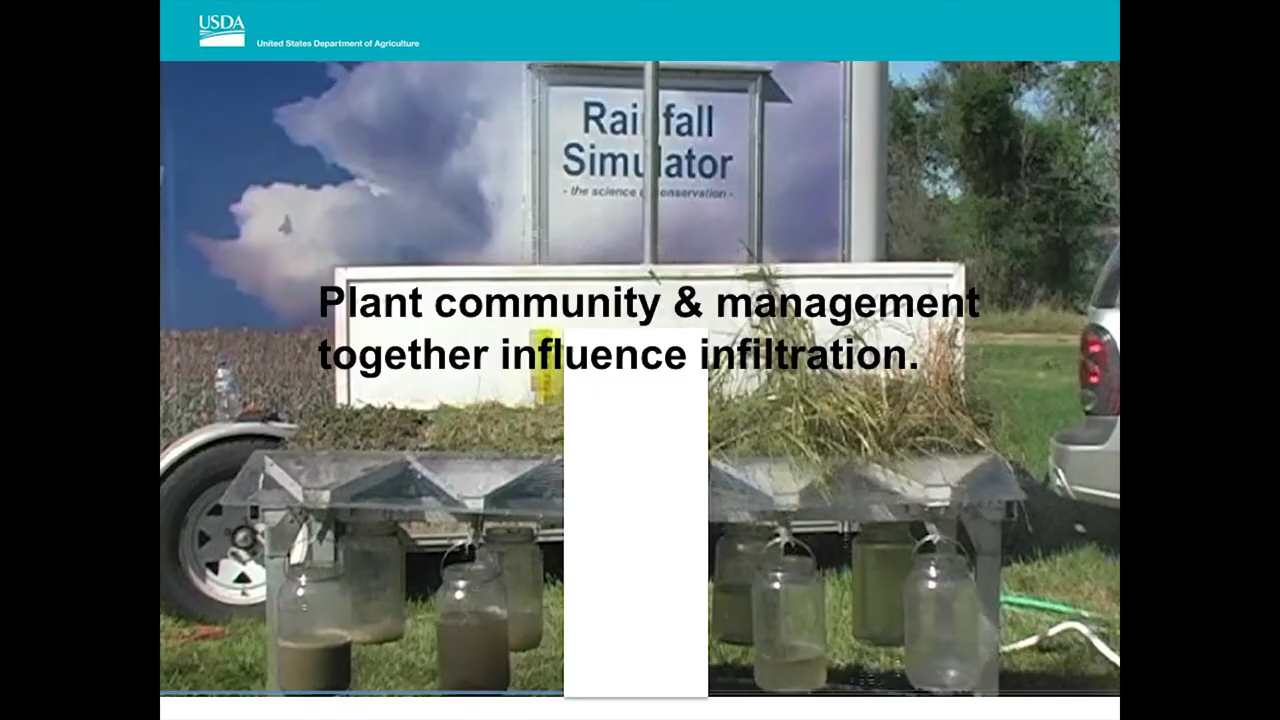 USDA
United States Department of Agriculture
Rainfall
Simulator
- the science of conservation -
Plant community & management
together influence infiltration.